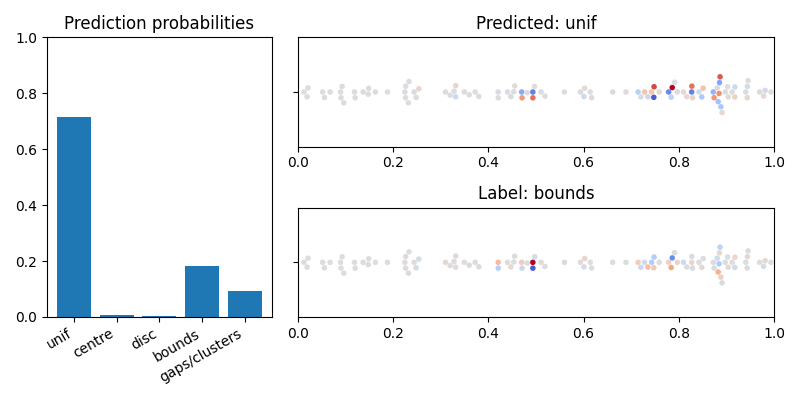 Prediction probabilities
1.0
0.8
0.6
0.4
0.2
0.0
unif
centre
disc
bounds
gaps/clusters
Predicted: unif
0.0 0.2 0.4 0.6 0.8 1.0
Label: bounds
0.0 0.2 0.4 0.6 0.8 1.0